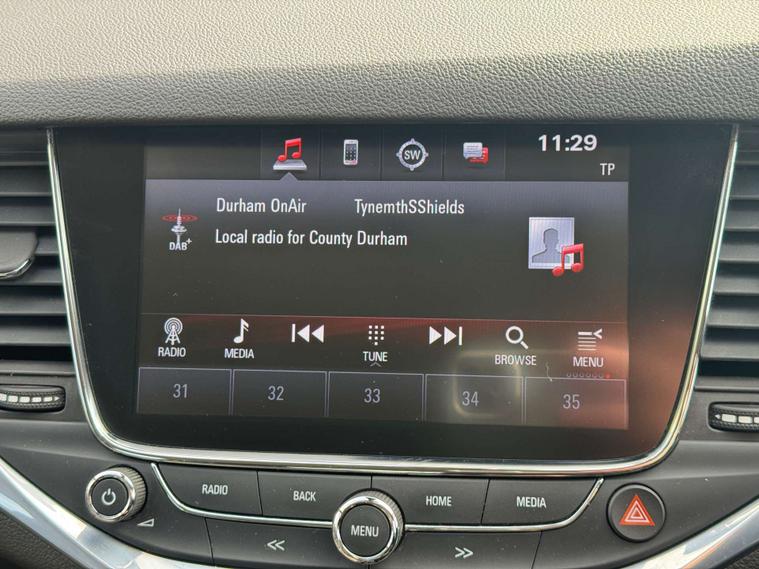 11:29
SW
TP
Durham OnAir TynemthSShields
DAB+
Local radio for County Durham
RADIO MEDIA TUNE BROWSE MENU
31 32 33 34 35
RADIO BACK HOME MEDIA
MENU